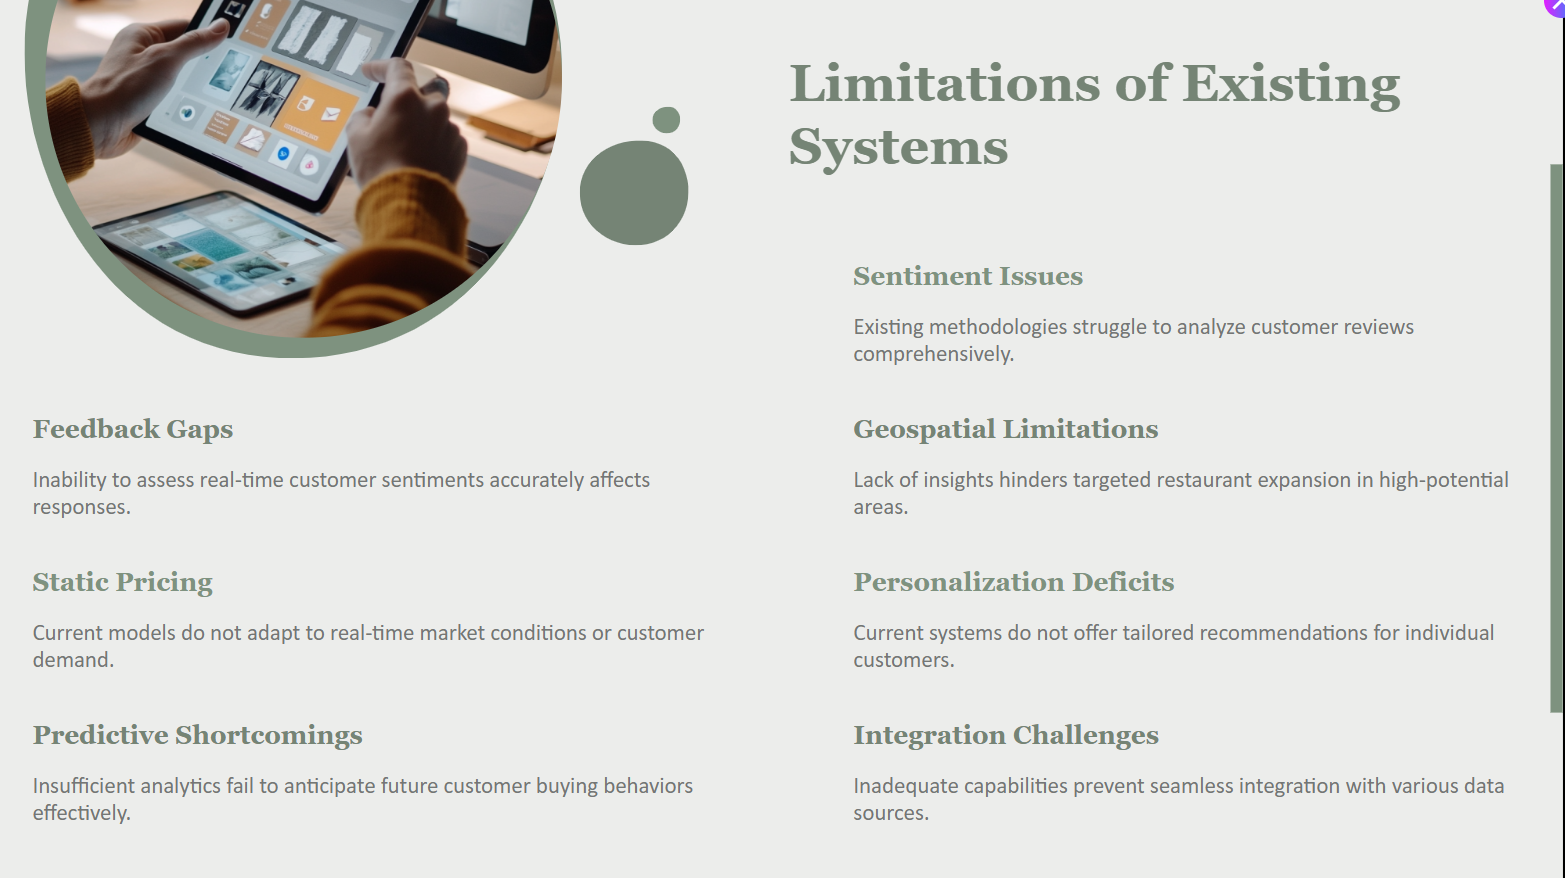 Limitations of Existing
Systems
Sentiment Issues
Existing methodologies struggle to analyze customer reviews
comprehensively.
Feedback Gaps
Inability to assess real-time customer sentiments accurately affects
responses.
Geospatial Limitations
Lack of insights hinders targeted restaurant expansion in high-potential
areas.
Static Pricing
Current models do not adapt to real-time market conditions or customer
demand.
Personalization Deficits
Current systems do not offer tailored recommendations for individual
customers.
Predictive Shortcomings
Insufficient analytics fail to anticipate future customer buying behaviors
effectively.
Integration Challenges
Inadequate capabilities prevent seamless integration with various data
sources.